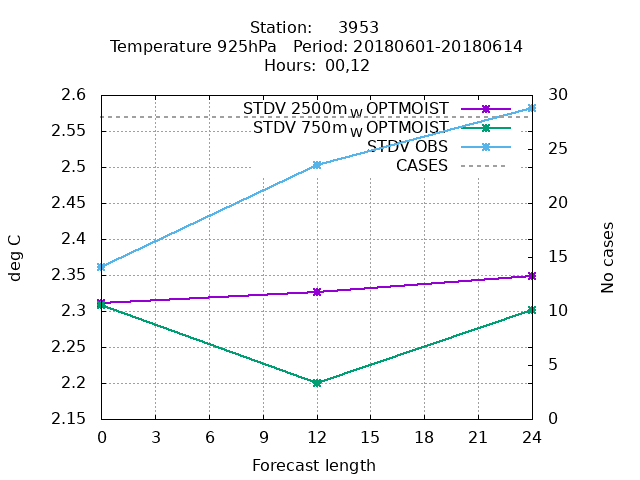 Station: 3953
Temperature 925hPa Period: 20180601-20180614
Hours: 00,12
2.6
2.55
2.5
2.45
2.4
2.35
2.3
2.25
2.2
2.15
deg C
STDV 2500m_W OPTMOIST
STDV 750m_W OPTMOIST
STDV OBS
CASES
30
25
20
15
10
5
0
No cases
0 3 6 9 12 15 18 21 24
Forecast length